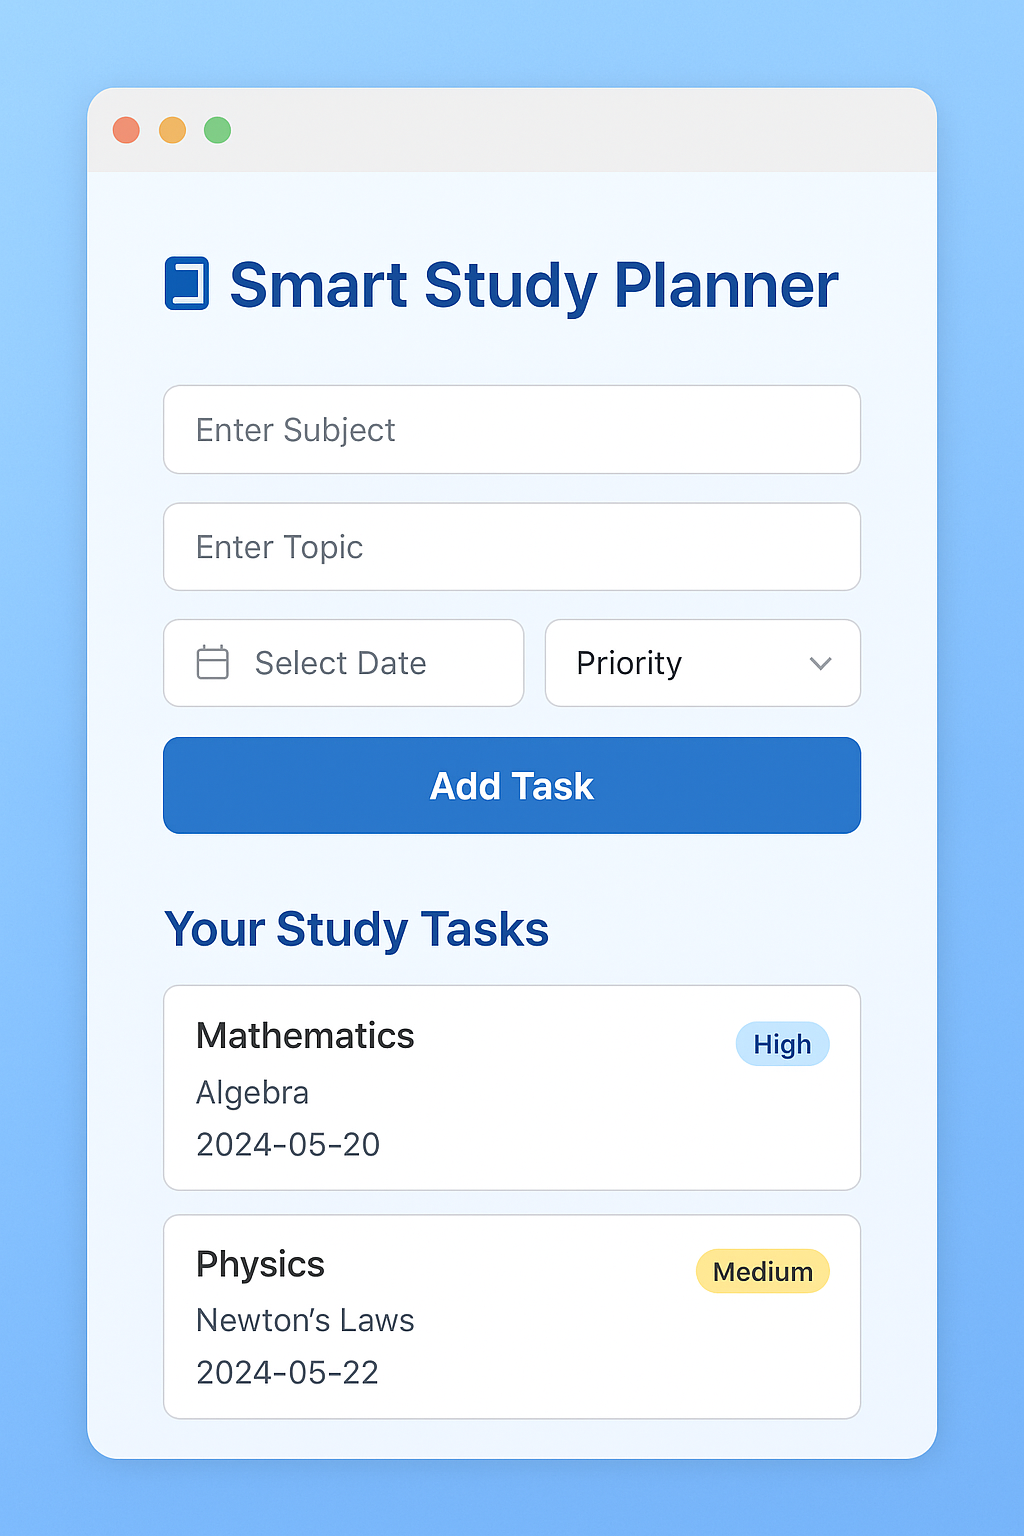 Smart Study Planner
Enter Subject
Enter Topic
Select Date
Priority
Add Task
Your Study Tasks
Mathematics
High
Algebra
2024-05-20
Physics
Medium
Newton’s Laws
2024-05-22